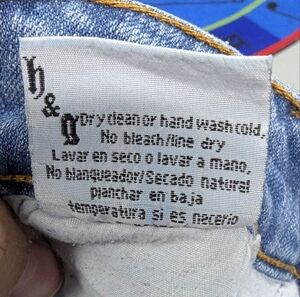 h
&
g
Dry clean or hand wash cold,
No bleach/line dry
Lavar en seco o lavar a mano,
No blanqueador/Secado natural
planchar en baja
temperatura si es necerio